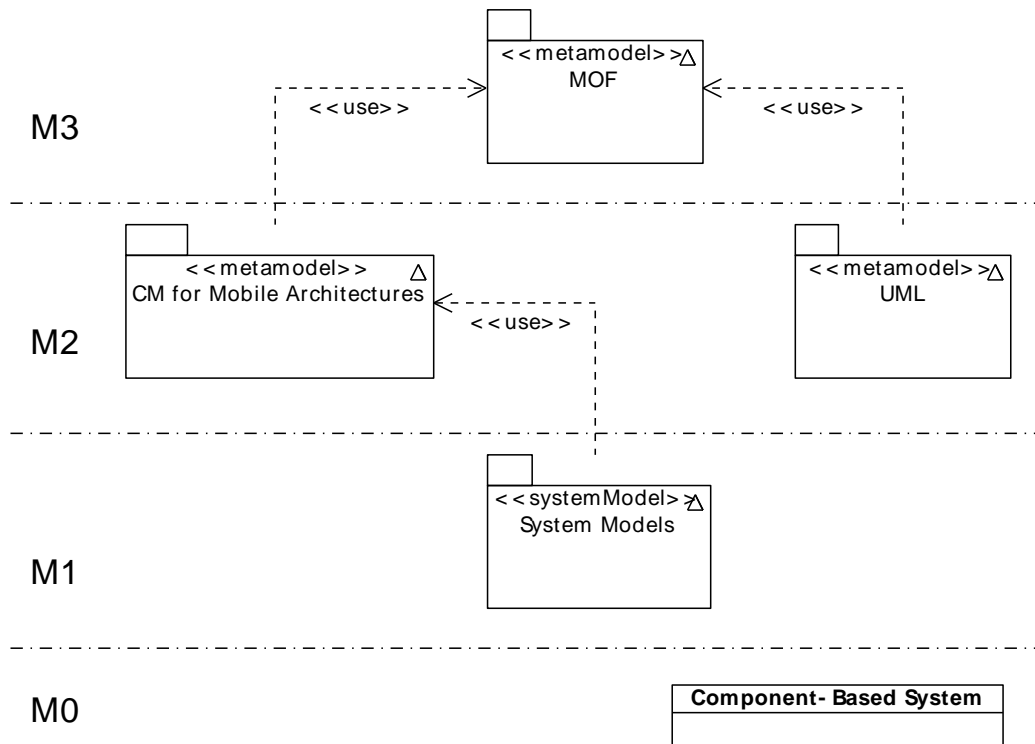 <<metamodel>>
MOF
<<use>>
<<use>>
M3
<<metamodel>>
CM for Mobile Architectures
<<metamodel>>
UML
<<use>>
M2
<<systemModel>>
System Models
M1
Component-Based System
M0